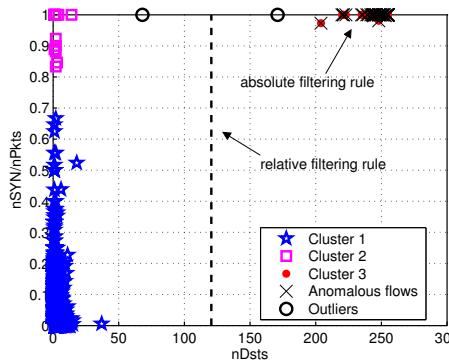 1
0.9
0.8
0.7
0.6
0.5
0.4
0.3
0.2
0.1
0
nSYN/nPkts
absolute filtering rule
relative filtering rule
Cluster 1
Cluster 2
Cluster 3
Anomalous flows
Outliers
0 50 100 150 200 250 30
nDsts